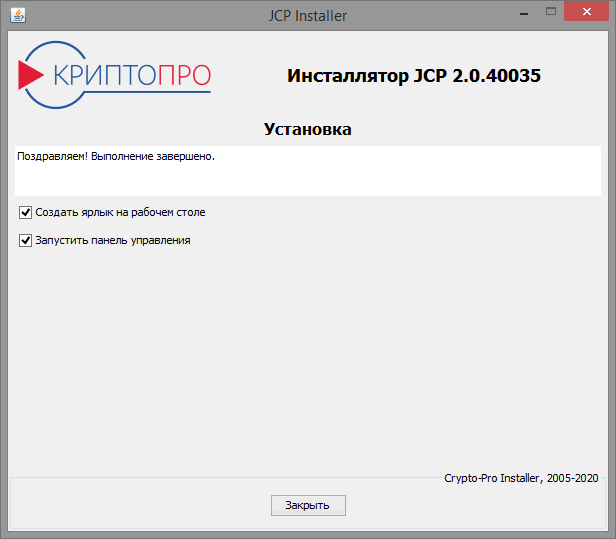 JCP Installer
КРИПТОПРО
Инсталлятор JCP 2.0.40035
Установка
Поздравляем! Выполнение завершено.
Создать ярлык на рабочем столе
Запустить панель управления
Crypto-Pro Installer, 2005-2020
Закрыть